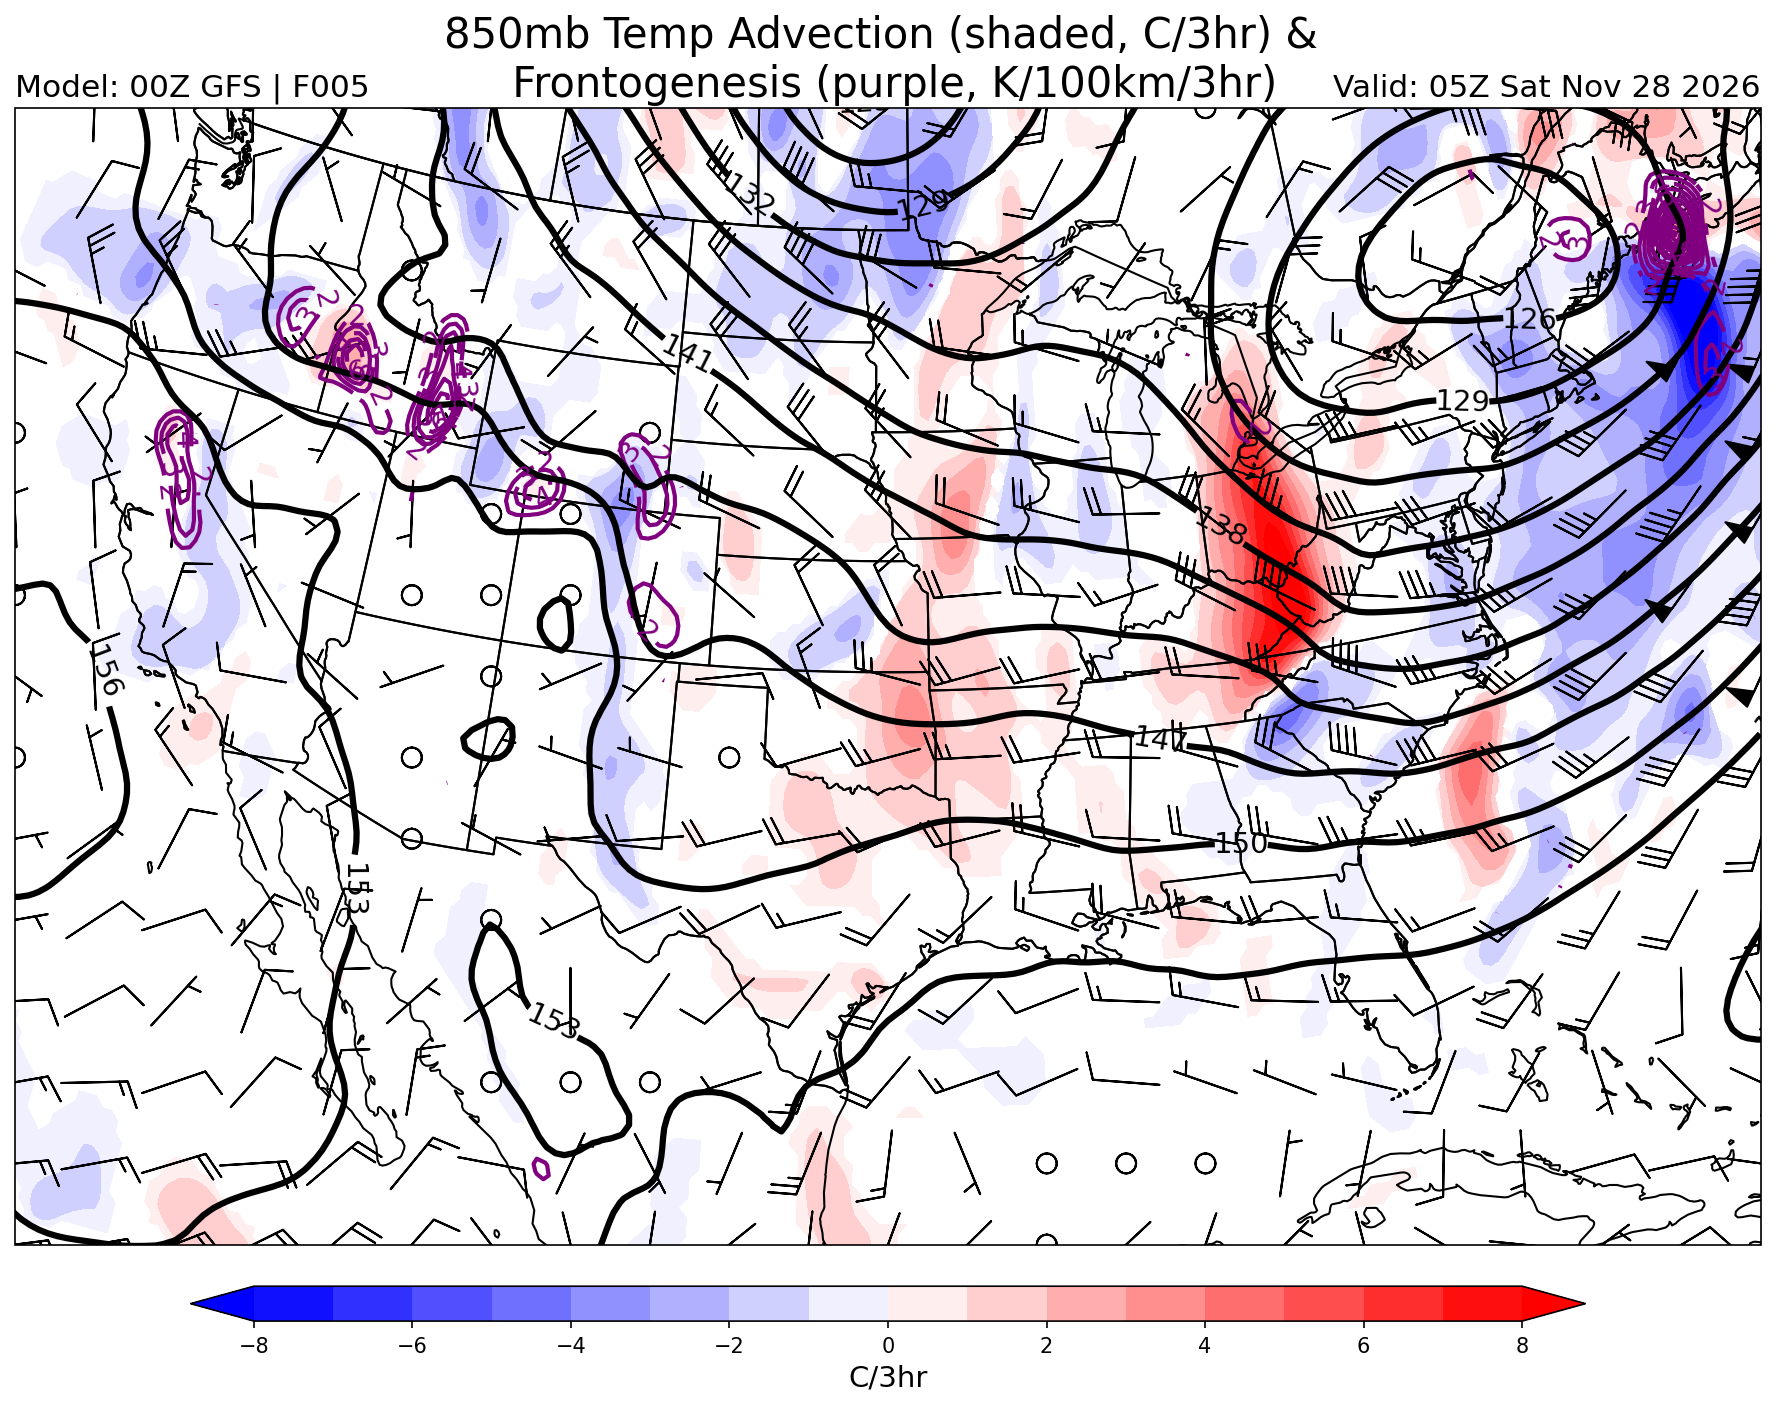 850mb Temp Advection (shaded, C/3hr) &
Frontogenesis (purple, K/100km/3hr)
Model: 00Z GFS | F005
Valid: 05Z Sat Nov 28 2026
132
129
141
126
129
138
156
147
150
153
153
−8 −6 −4 −2 0 2 4 6 8
C/3hr